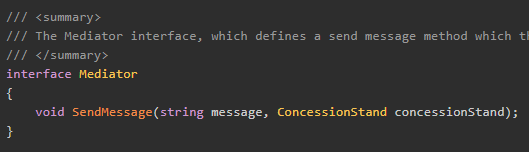 /// <summary>
/// The Mediator interface, which defines a send message method which
/// </summary>
interface Mediator
{
void SendMessage(string message, ConcessionStand concessionStand);
}